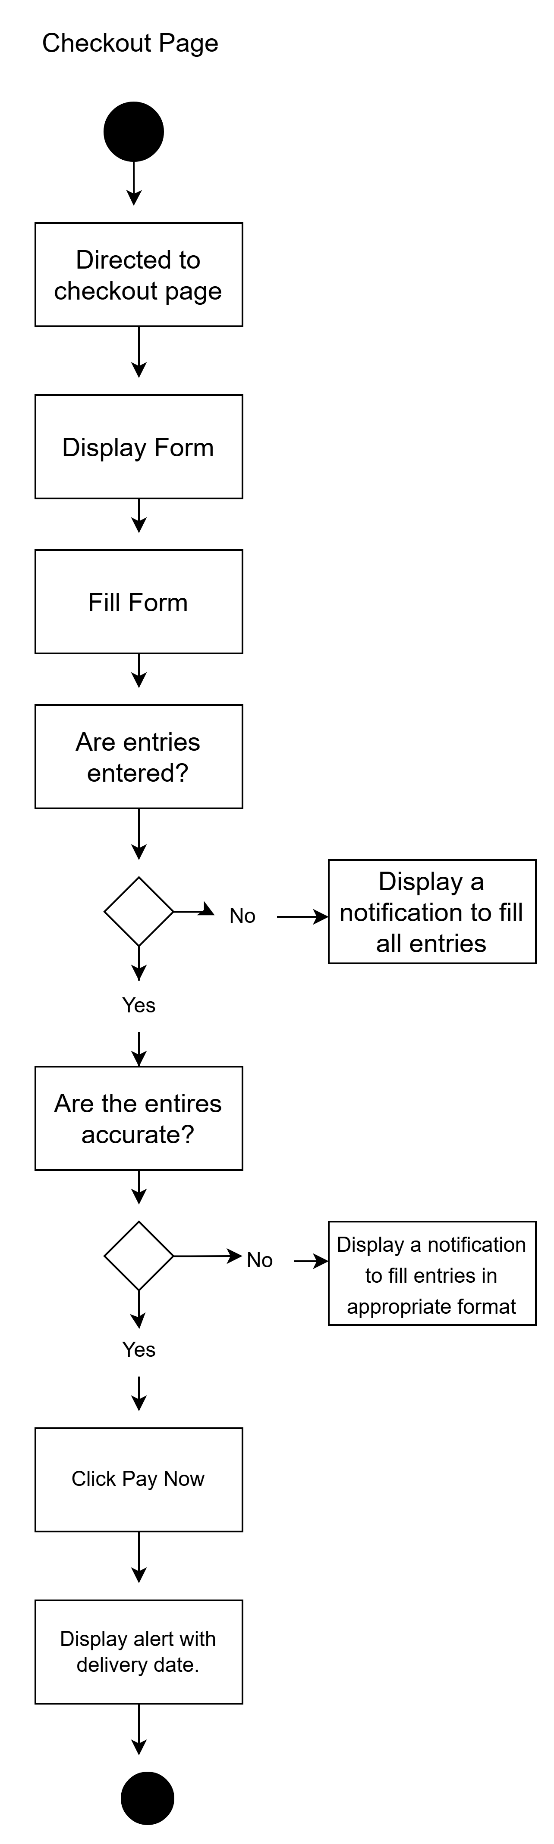 Checkout Page
Directed to
checkout page
Display Form
Fill Form
Are entries
entered?
No
Display a
notification to fill
all entries
Yes
Are the entires
accurate?
No
Display a notification
to fill entries in
appropriate format
Yes
Click Pay Now
Display alert with
delivery date.